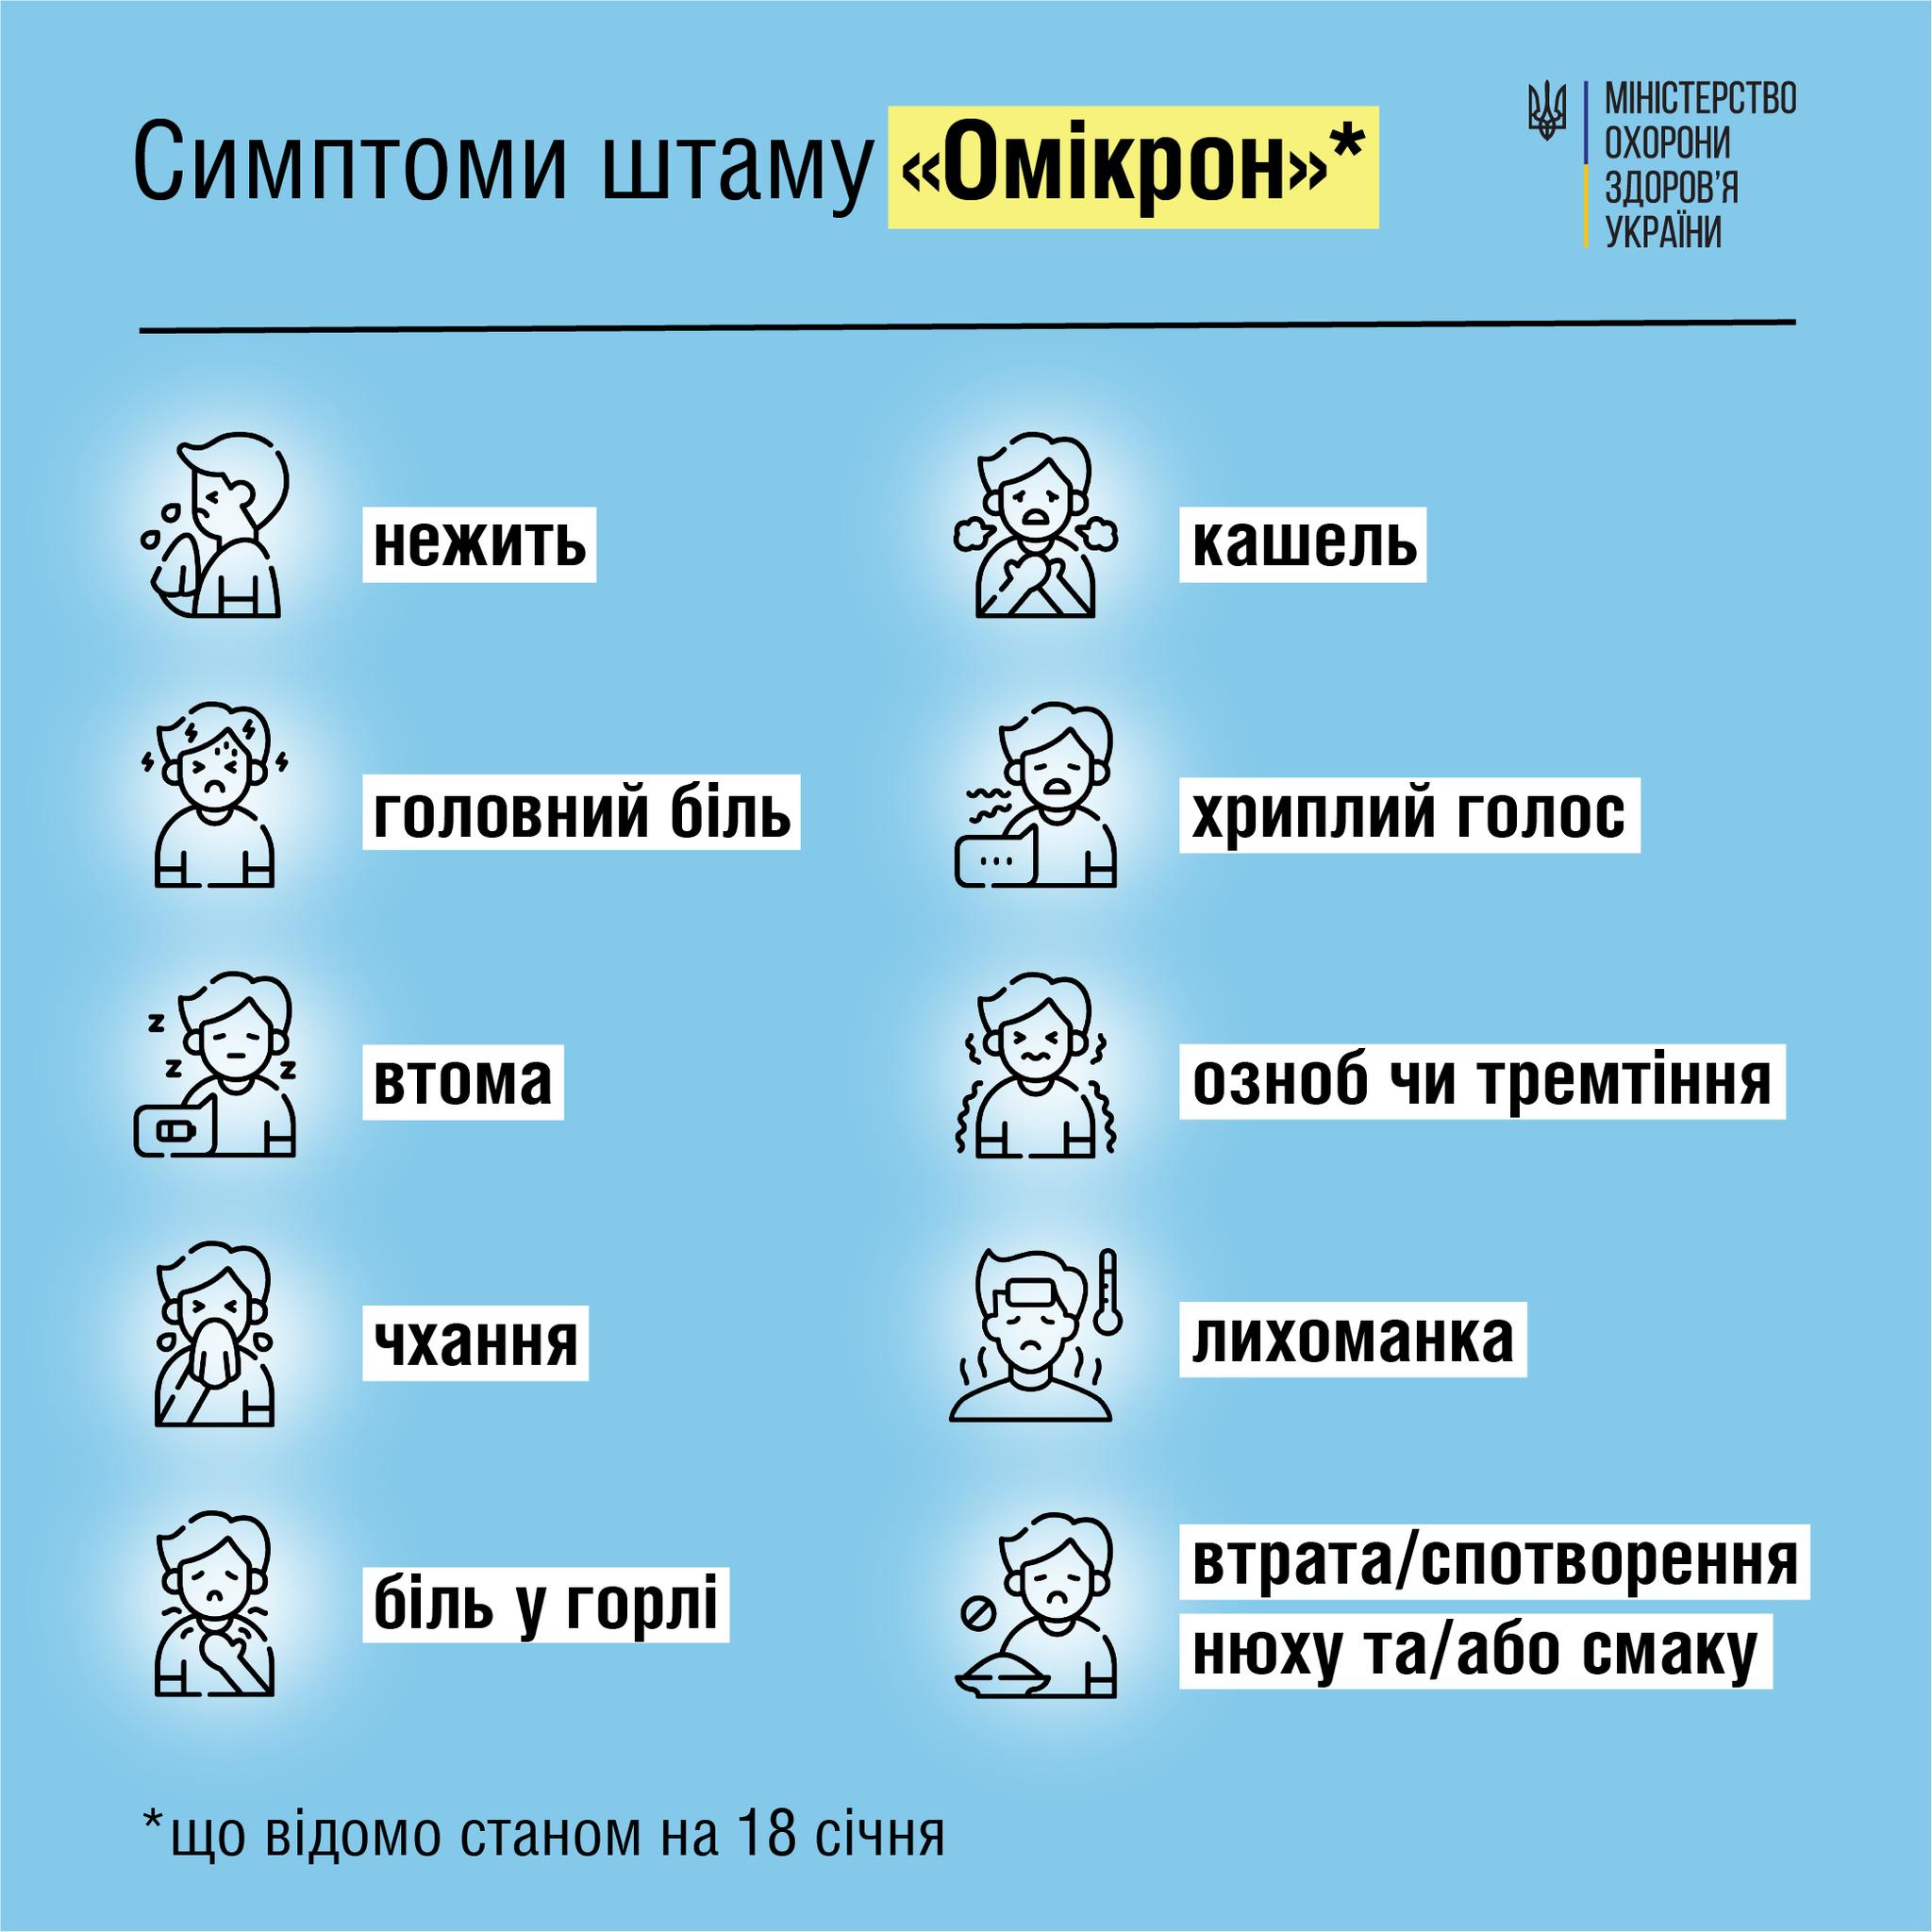 Симптоми штаму «Омікрон»*
МІНІСТЕРСТВО
ОХОРОНИ
ЗДОРОВ'Я
УКРАЇНИ
нежить
кашель
головний біль
хриплий голос
втома
озноб чи тремтіння
чхання
лихоманка
біль у горлі
втрата/спотворення
нюху та/або смаку
*що відомо станом на 18 січня